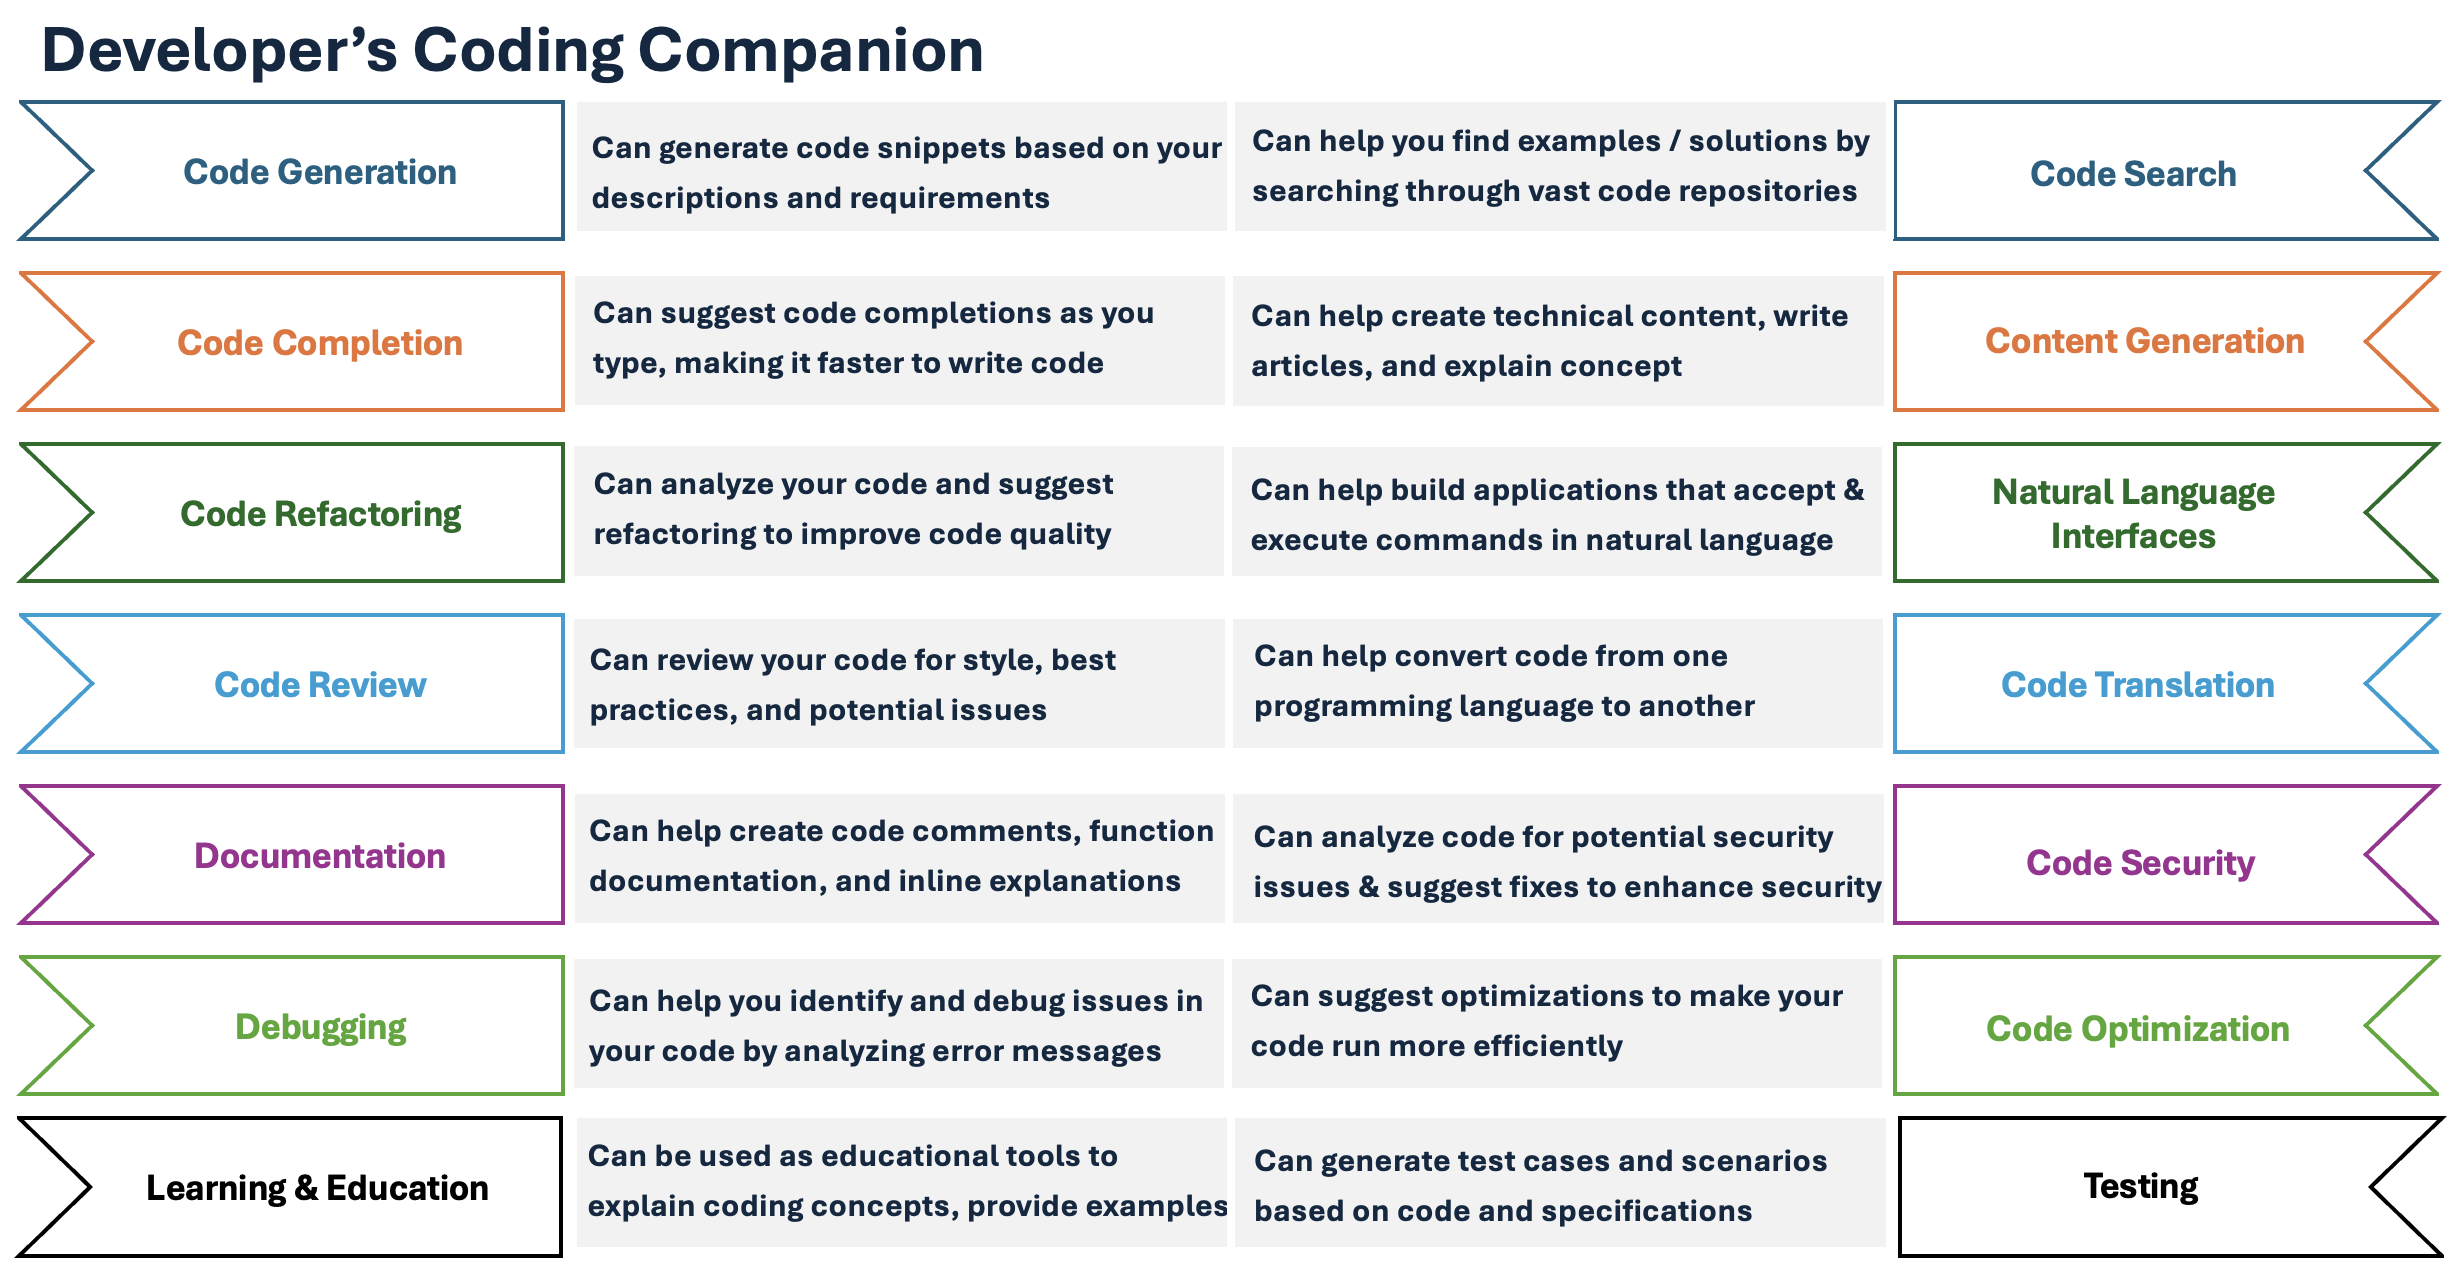 Developer’s Coding Companion
Code Generation
Can generate code snippets based on your
descriptions and requirements
Can help you find examples / solutions by
searching through vast code repositories
Code Search
Code Completion
Can suggest code completions as you
type, making it faster to write code
Can help create technical content, write
articles, and explain concept
Content Generation
Code Refactoring
Can analyze your code and suggest
refactoring to improve code quality
Can help build applications that accept &
execute commands in natural language
Natural Language
Interfaces
Code Review
Can review your code for style, best
practices, and potential issues
Can help convert code from one
programming language to another
Code Translation
Documentation
Can help create code comments, function
documentation, and inline explanations
Can analyze code for potential security
issues & suggest fixes to enhance security
Code Security
Debugging
Can help you identify and debug issues in
your code by analyzing error messages
Can suggest optimizations to make your
code run more efficiently
Code Optimization
Learning & Education
Can be used as educational tools to
explain coding concepts, provide examples
Can generate test cases and scenarios
based on code and specifications
Testing